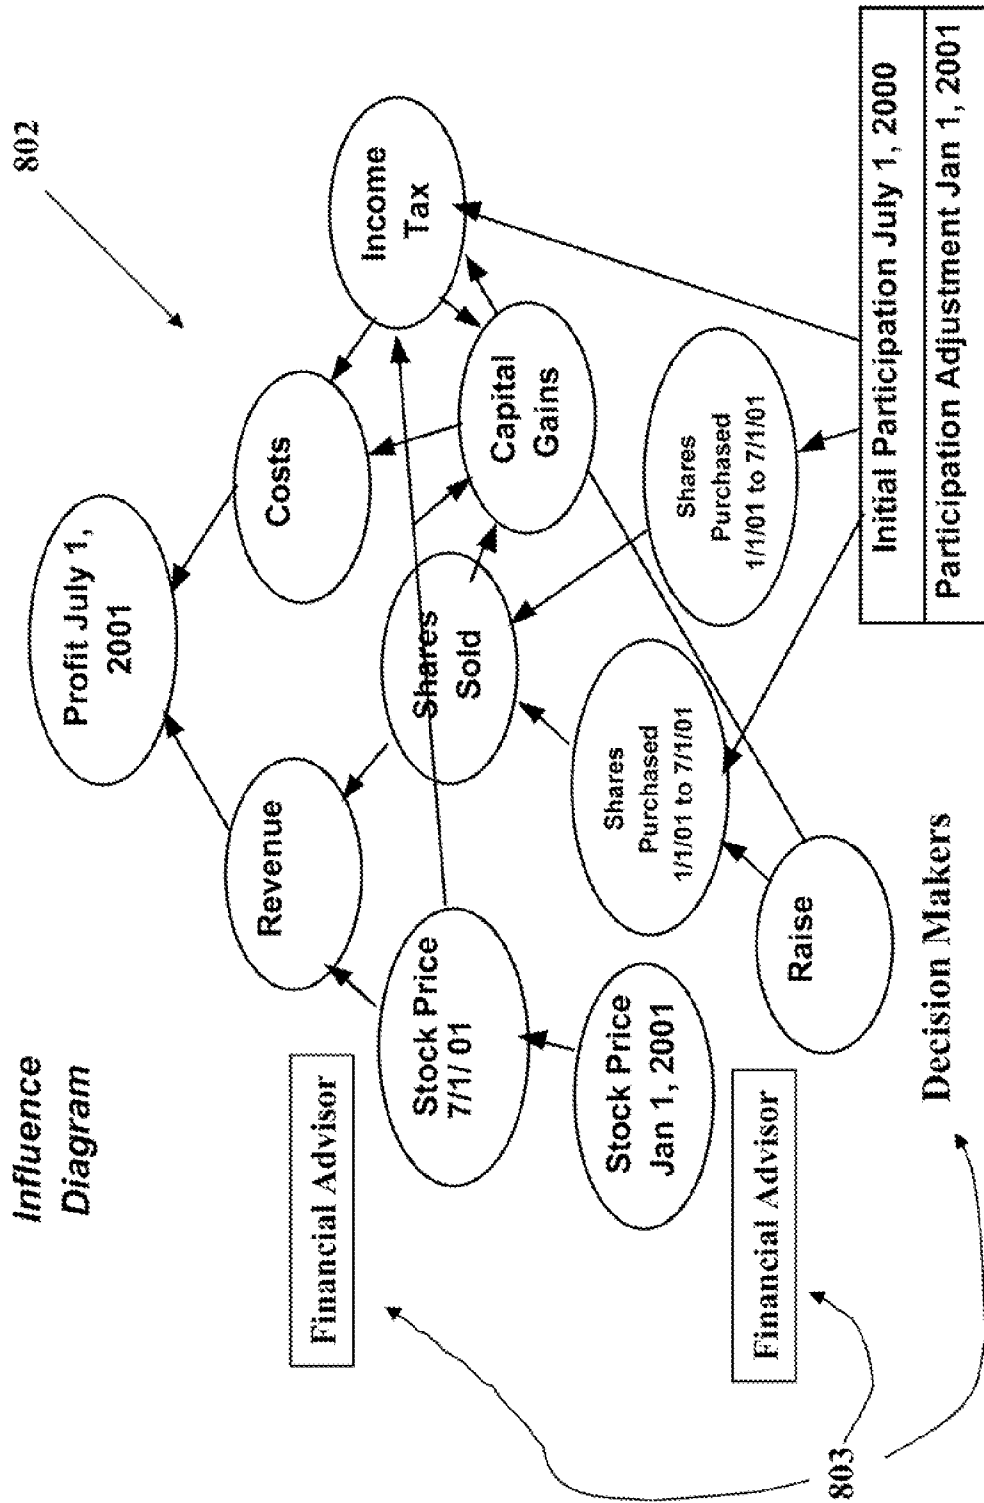 Influence
Diagram
802
Profit July 1,
2001
Revenue
Costs
Financial Advisor
Stock Price
7/1/ 01
Shares
Sold
Income
Tax
Capital
Gains
Stock Price
Jan 1, 2001
Shares
Purchased
1/1/01 to 7/1/01
Shares
Purchased
1/1/01 to 7/1/01
Financial Advisor
Raise
803
Decision Makers
Initial Participation July 1, 2000
Participation Adjustment Jan 1, 2001